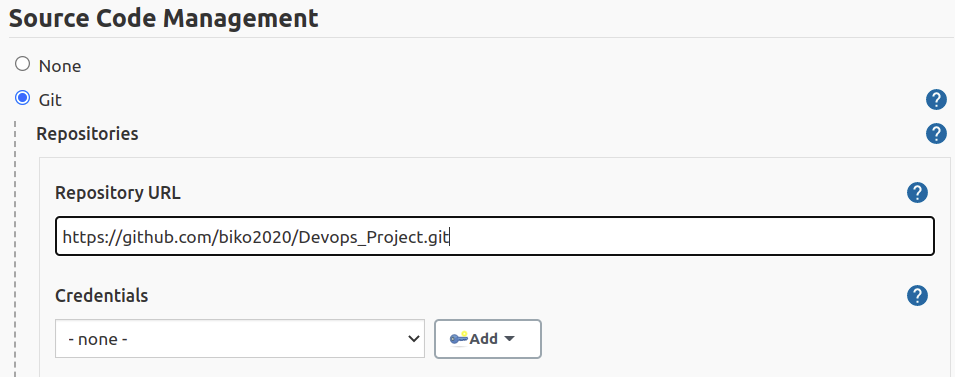 Source Code Management
None
Git
?
Repositories
?
Repository URL
?
https://github.com/biko2020/Devops_Project.git
Credentials
?
- none -
Add